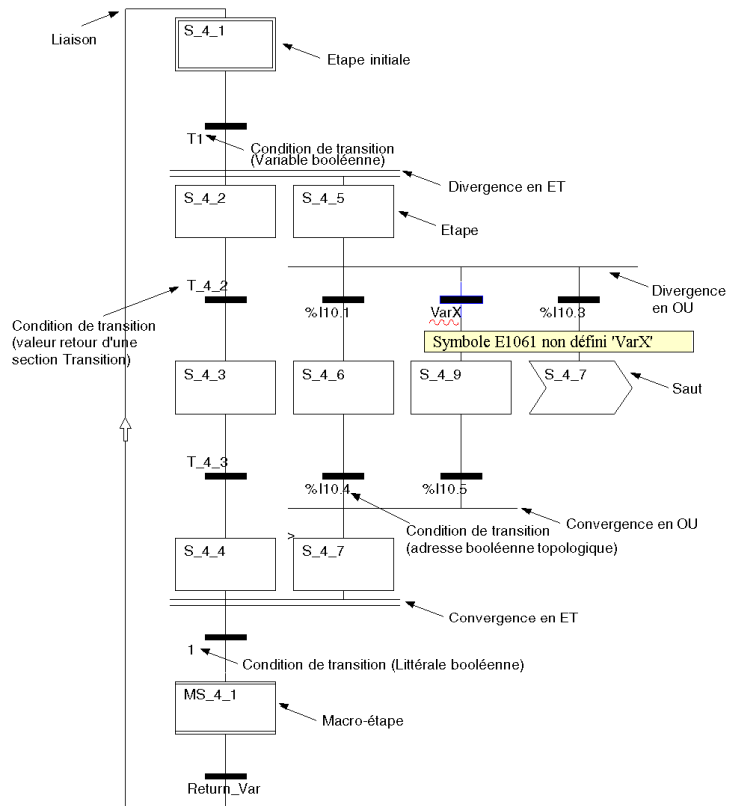 Liaison
S_4_1
Etape initiale
T1
Condition de transition
(Variable booléenne)
Divergence en ET
S_4_2
S_4_5
Etape
T_4_2
Divergence
en OU
%I10.1
VarX
%I10.3
Condition de transition
(valeur retour d'une
section Transition)
Symbole E1061 non défini 'VarX'
S_4_3
S_4_6
S_4_9
S_4_7
Saut
T_4_3
%I10.4
%I10.5
Convergence en OU
Condition de transition
(adresse booléenne topologique)
S_4_4
>
S_4_7
Convergence en ET
1
Condition de transition (Littérale booléenne)
MS_4_1
Macro-étape
Return_Var